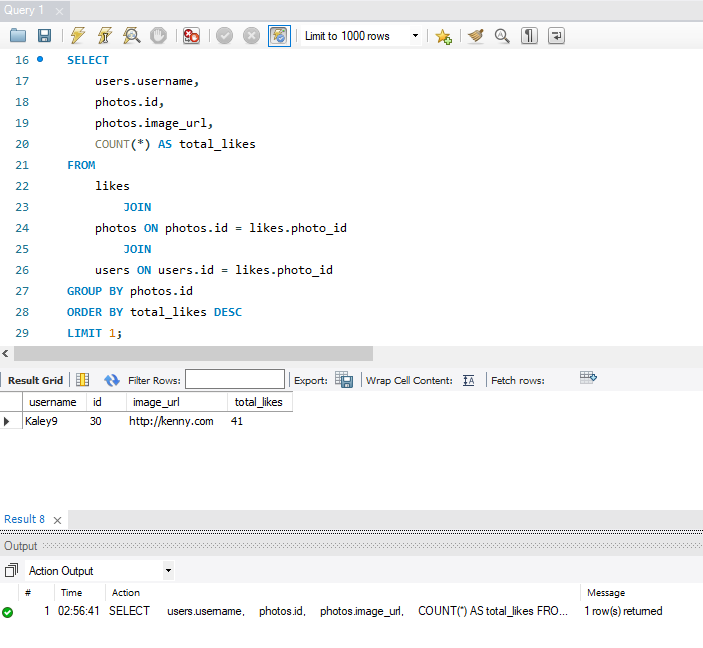 Query 1
Limit to 1000 rows
16 SELECT
17 users.username,
18 photos.id,
19 photos.image_url,
20 COUNT(*) AS total_likes
21 FROM
22 likes
23 JOIN
24 photos ON photos.id = likes.photo_id
25 JOIN
26 users ON users.id = likes.photo_id
27 GROUP BY photos.id
28 ORDER BY total_likes DESC
29 LIMIT 1;
Result Grid Filter Rows: Export: Wrap Cell Content: Fetch rows:
username id image_url total_likes
Kaley9 30 http://kenny.com 41
Result 8
Output
Action Output
# Time Action Message
1 02:56:41 SELECT users.username, photos.id, photos.image_url, COUNT(*) AS total_likes FRO... 1 row(s) returned